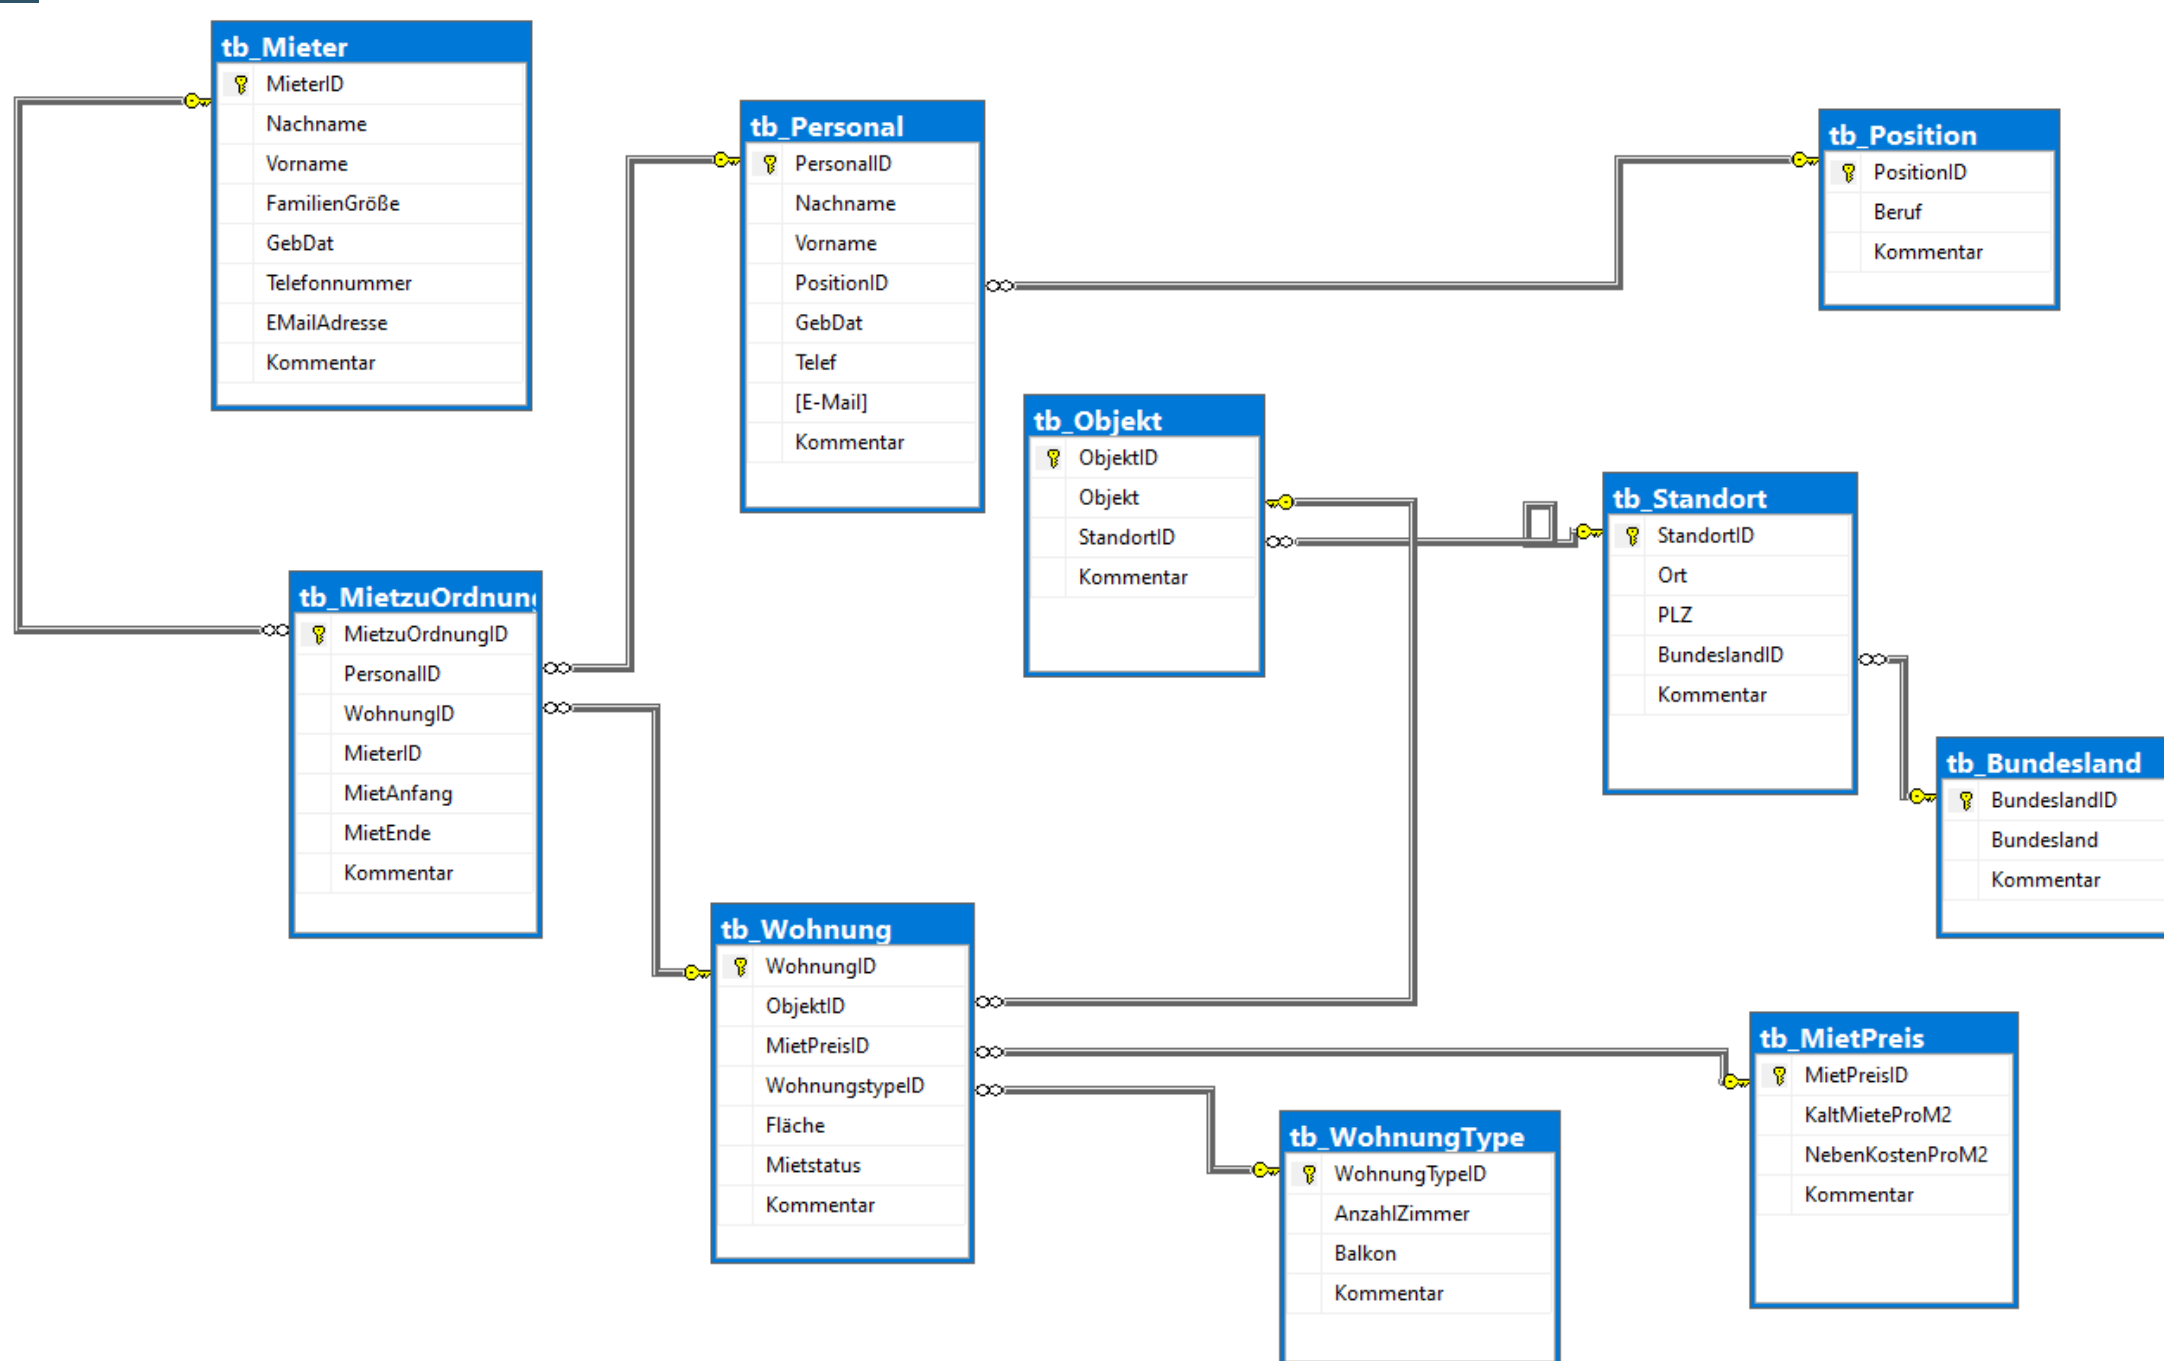 tb_Mieter
MieterID
Nachname
Vorname
FamilienGröße
GebDat
Telefonnummer
EMailAdresse
Kommentar
tb_Personal
PersonalID
Nachname
Vorname
PositionID
GebDat
Telef
[E-Mail]
Kommentar
tb_Position
PositionID
Beruf
Kommentar
tb_Objekt
ObjektID
Objekt
StandortID
Kommentar
tb_Standort
StandortID
Ort
PLZ
BundeslandID
Kommentar
tb_MietzuOrdnung
MietzuOrdnungID
PersonalID
WohnungID
MieterID
MietAnfang
MietEnde
Kommentar
tb_Bundesland
BundeslandID
Bundesland
Kommentar
tb_Wohnung
WohnungID
ObjektID
MietPreisID
WohnungstypeID
Fläche
Mietstatus
Kommentar
tb_MietPreis
MietPreisID
KaltMieteProM2
NebenKostenProM2
Kommentar
tb_WohnungType
WohnungTypeID
AnzahlZimmer
Balkon
Kommentar